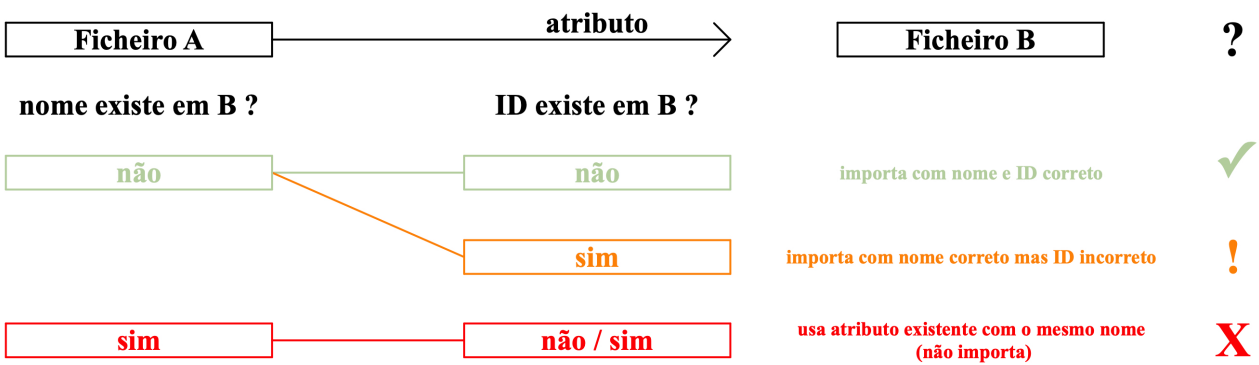 Ficheiro A
atributo
Ficheiro B
?
nome existe em B ?
ID existe em B ?
não
não
importa com nome e ID correto
sim
importa com nome correto mas ID incorreto
!
sim
não / sim
usa atributo existente com o mesmo nome
(não importa)
X